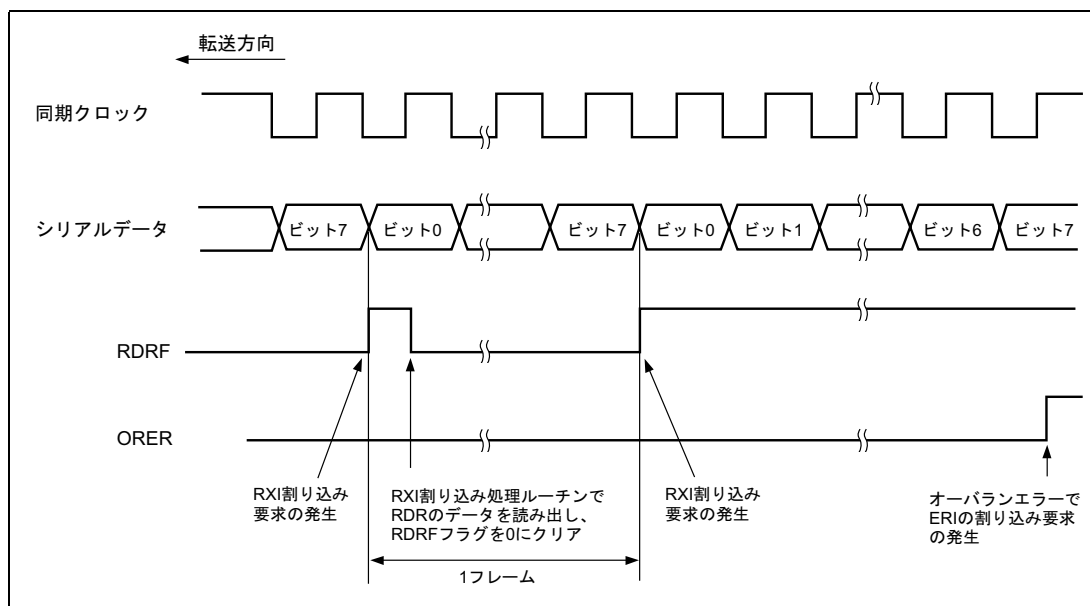 転送方向
同期クロック
シリアルデータ
ビット7
ビット0
ビット7
ビット0
ビット1
ビット6
ビット7
RDRF
ORER
RXI割り込み
要求の発生
RXI割り込み処理ルーチンで
RDRのデータを読み出し、
RDRFフラグを0にクリア
RXI割り込み
要求の発生
オーバランエラーで
ERIの割り込み要求
の発生
1フレーム